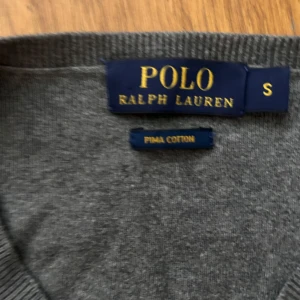 POLO
RALPH LAUREN
S
PIMA COTTON